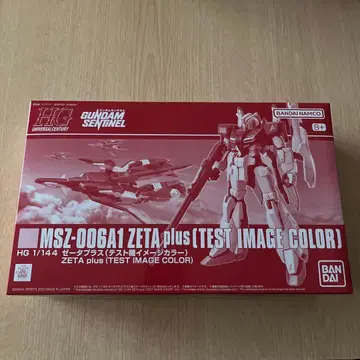 HG
UNIVERSAL CENTURY
GUNDAM
SENTINEL
BANDAI NAMCO
8+
MSZ-006A1 ZETA plus [TEST IMAGE COLOR]
HG 1/144 ゼータプラス(テスト機イメージカラー)
ZETA plus (TEST IMAGE COLOR)
BAN
DAI